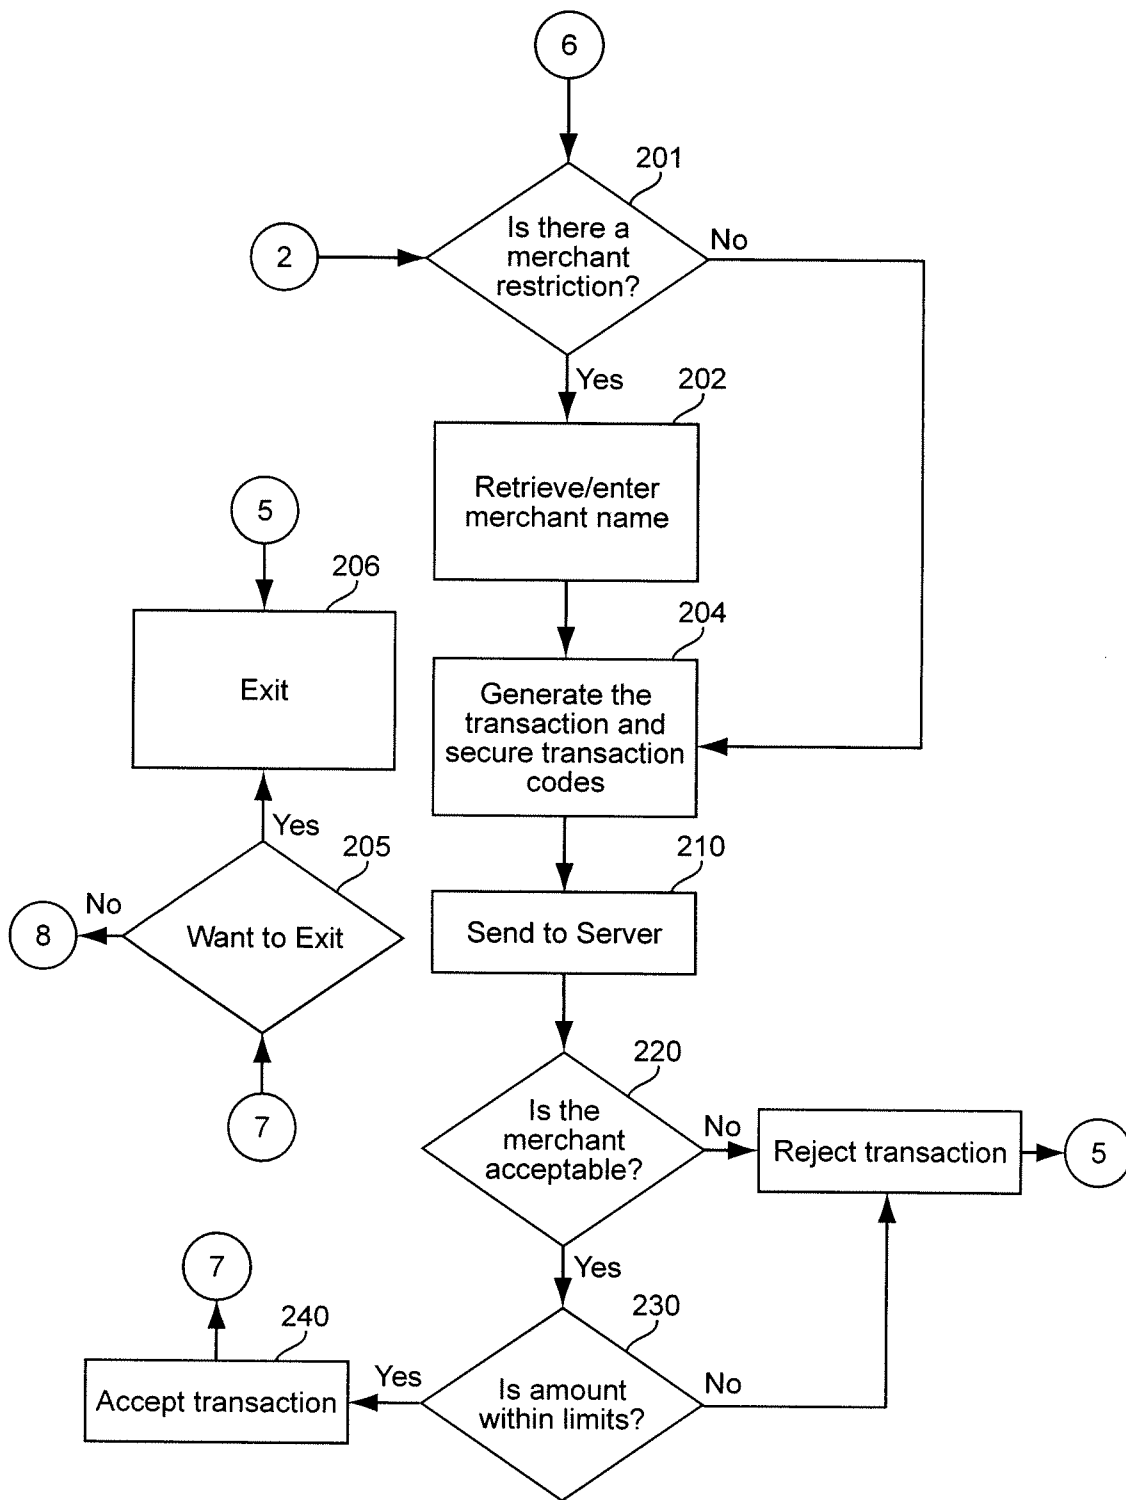 6
201
Is there a
merchant
restriction?
No
2
Yes
202
Retrieve/enter
merchant name
5
206
Exit
204
Generate the
transaction and
secure transaction
codes
Yes
205
No
8
Want to Exit
210
Send to Server
7
220
Is the
merchant
acceptable?
No
Reject transaction
5
Yes
7
240
Accept transaction
Yes
230
Is amount
within limits?
No